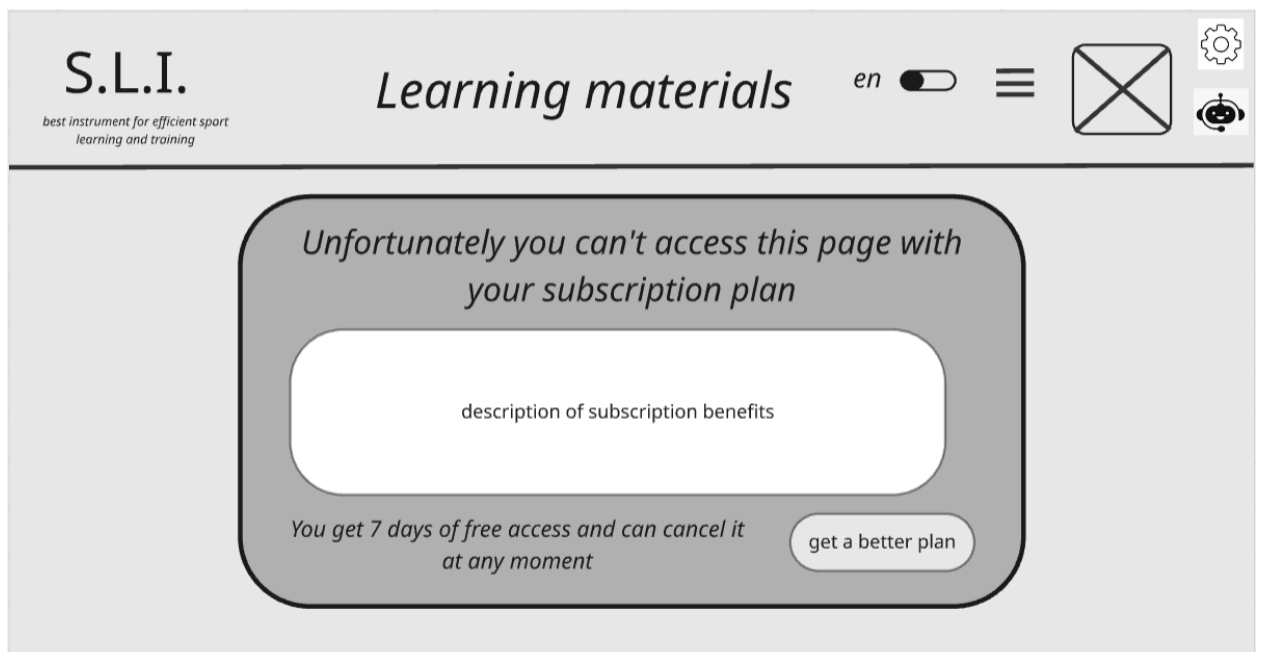 S.L.I.
best instrument for efficient sport
learning and training
Learning materials
en
Unfortunately you can't access this page with
your subscription plan
description of subscription benefits
You get 7 days of free access and can cancel it
at any moment
get a better plan